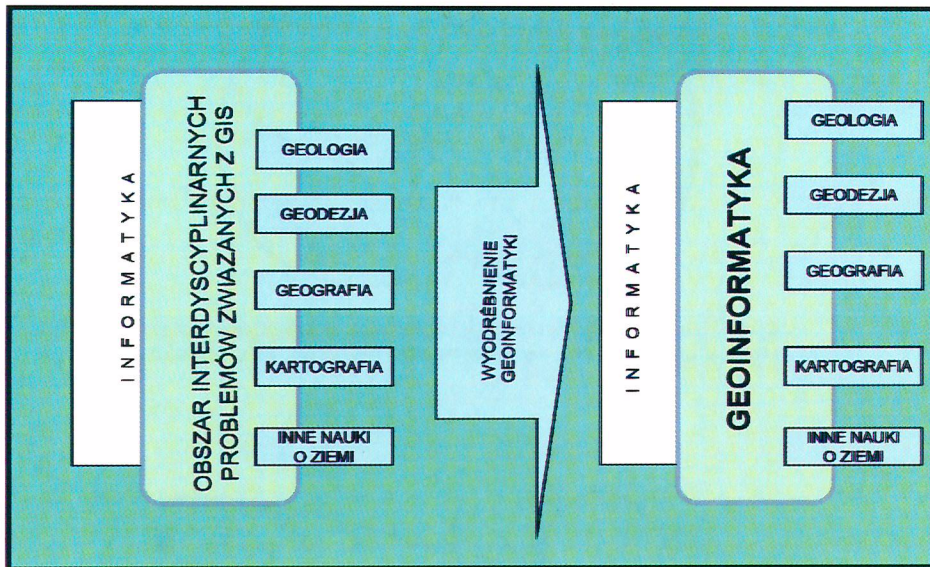 INFORMATYKA
OBSZAR INTERDYSCYPLINARNYCH
PROBLEMÓW ZWIĄZANYCH Z GIS
GEOLOGIA
GEODEZJA
GEOGRAFIA
KARTOGRAFIA
INNE NAUKI
O ZIEMI
WYODRÊBNIENIE
GEOINFORMATYKI
INFORMATYKA
GEOINFORMATYKA
GEOLOGIA
GEODEZJA
GEOGRAFIA
KARTOGRAFIA
INNE NAUKI
O ZIEMI